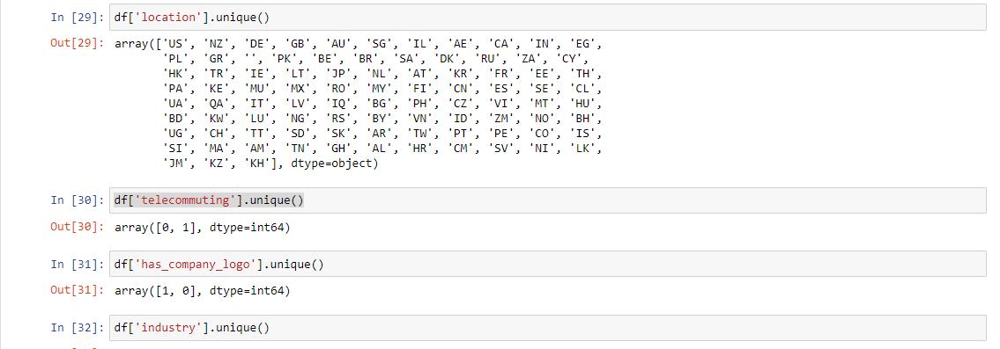 In [29]: df['location'].unique()
Out[29]: array(['US', 'NZ', 'DE', 'GB', 'AU', 'SG', 'IL', 'AE', 'CA', 'IN', 'EG',
'PL', 'GR', '', 'PK', 'BE', 'BR', 'SA', 'DK', 'RU', 'ZA', 'CY',
'HK', 'TR', 'IE', 'LT', 'JP', 'NL', 'AT', 'KR', 'FR', 'EE', 'TH',
'PA', 'KE', 'MU', 'MX', 'RO', 'MY', 'FI', 'CN', 'ES', 'SE', 'CL',
'UA', 'QA', 'IT', 'LV', 'IQ', 'BG', 'PH', 'CZ', 'VI', 'MT', 'HU',
'BD', 'KW', 'LU', 'NG', 'RS', 'BY', 'VN', 'ID', 'ZM', 'NO', 'BH',
'UG', 'CH', 'TT', 'SD', 'SK', 'AR', 'TW', 'PT', 'PE', 'CO', 'IS',
'SI', 'MA', 'AM', 'TN', 'GH', 'AL', 'HR', 'CM', 'SV', 'NI', 'LK',
'JM', 'KZ', 'KH'], dtype=object)
In [30]: df['telecommuting'].unique()
Out[30]: array([0, 1], dtype=int64)
In [31]: df['has_company_logo'].unique()
Out[31]: array([1, 0], dtype=int64)
In [32]: df['industry'].unique()